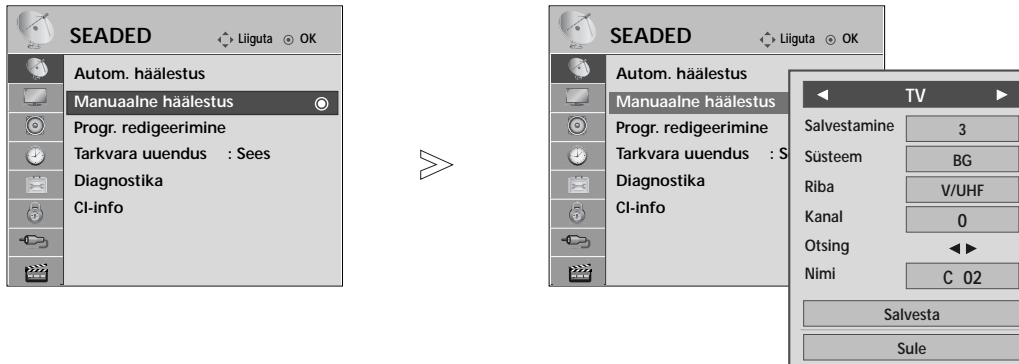 SEADED Liiguta OK
Autom. häälestus
Manuaalne häälestus
Progr. redigeerimine
Tarkvara uuendus : Sees
Diagnostika
CI-info
SEADED Liiguta OK
Autom. häälestus
Manuaalne häälestus
Progr. redigeerimine
Tarkvara uuendus : S
Diagnostika
CI-info
◄ TV ►
Salvestamine 3
Süsteem BG
Riba V/UHF
Kanal 0
Otsing ◄►
Nimi C 02
Salvesta
Sule